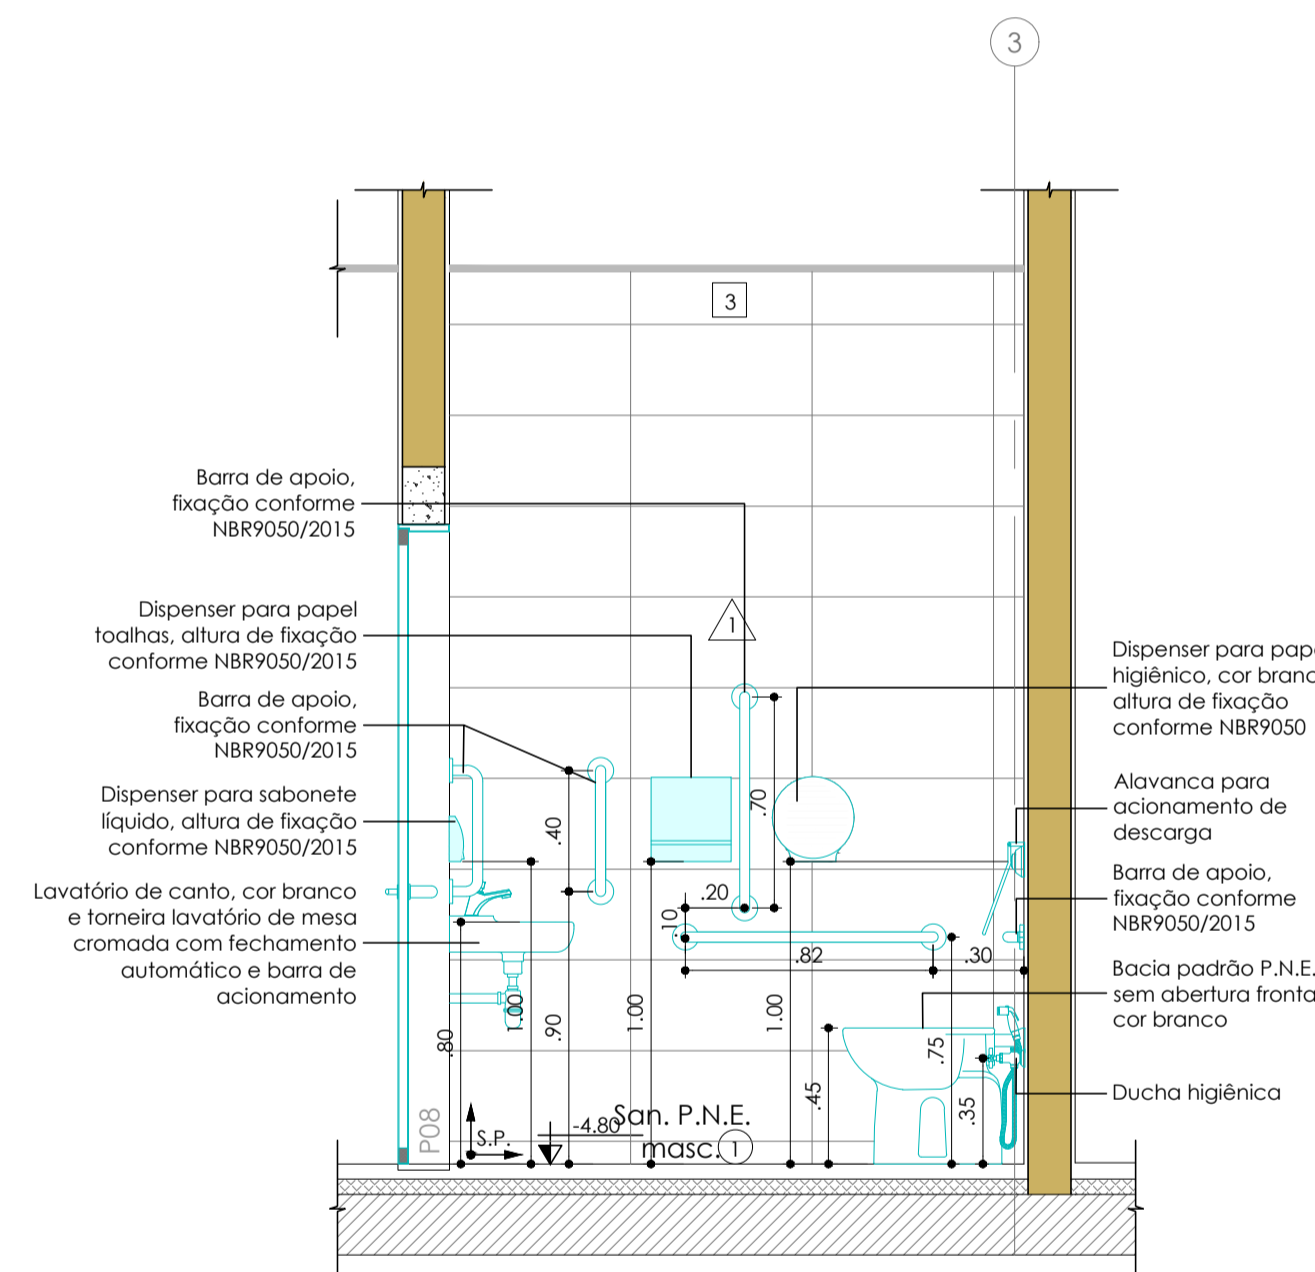 3
3
Barra de apoio,
fixação conforme
NBR9050/2015
Dispenser para papel
toalhas, altura de fixação
conforme NBR9050/2015
1
Barra de apoio,
fixação conforme
NBR9050/2015
Dispenser para sabonete
líquido, altura de fixação
conforme NBR9050/2015
Lavatório de canto, cor branco
e torneira lavatório de mesa
cromada com fechamento
automático e barra de
acionamento
Dispenser para pap
higiênico, cor branc
altura de fixação
conforme NBR9050
Alavanca para
acionamento de
descarga
Barra de apoio,
fixação conforme
NBR9050/2015
Bacia padrão P.N.E.
sem abertura fronta
cor branco
Ducha higiênica
.40
.70
.20
.10
.82
.30
.80
1.00
.90
1.00
1.00
.45
.75
.35
P08
S.P.
-4.80
San. P.N.E.
masc. 1